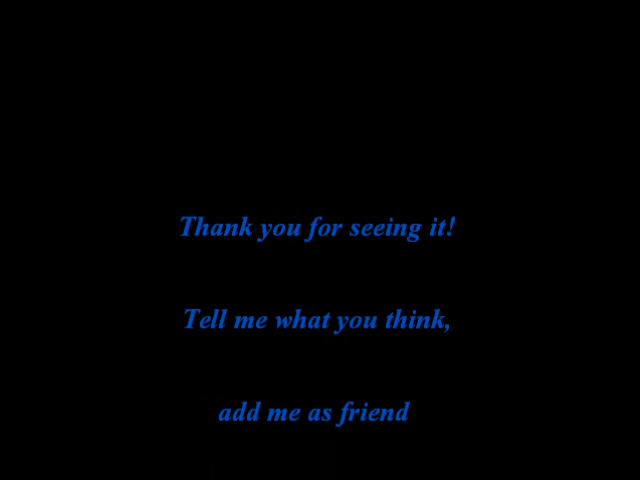 Thank you for seeing it!
Tell me what you think,
add me as friend